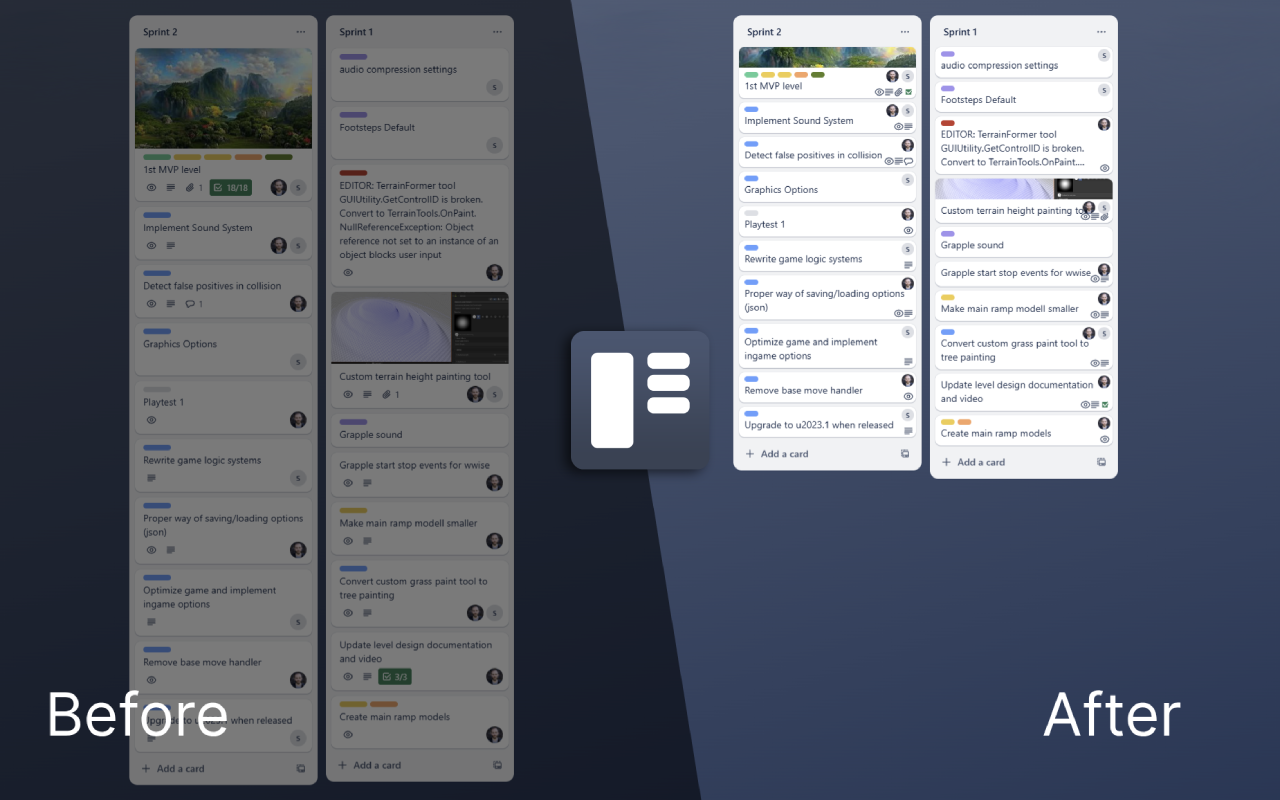 Sprint 2
1st MVP level
1
18/18
S
Implement Sound System
S
Detect false positives in collision
1
Graphics Options
S
Playtest 1
Rewrite game logic systems
S
Proper way of saving/loading options
(json)
Optimize game and implement
ingame options
S
Remove base move handler
Upgrade to u2023.1 when released
S
+ Add a card
Sprint 1
audio compression settings
S
Footsteps Default
S
EDITOR: TerrainFormer tool
GUIUtility.GetControlID is broken.
Convert to TerrainTools.OnPaint.
NullReferenceException: Object
reference not set to an instance of an
object blocks user input
Custom terrain height painting tool
1
S
Grapple sound
Grapple start stop events for wwise
Make main ramp modell smaller
Convert custom grass paint tool to
tree painting
S
Update level design documentation
and video
3/3
Create main ramp models
+ Add a card
Before
Sprint 2
S
1st MVP level
S
Implement Sound System
Detect false positives in collision
S
Graphics Options
Playtest 1
S
Rewrite game logic systems
Proper way of saving/loading options
(json)
S
Optimize game and implement
ingame options
Remove base move handler
S
Upgrade to u2023.1 when released
+ Add a card
Sprint 1
S
audio compression settings
S
Footsteps Default
EDITOR: TerrainFormer tool
GUIUtility.GetControlID is broken.
Convert to TerrainTools.OnPaint....
S
Custom terrain height painting to
Grapple sound
Grapple start stop events for wwise
Make main ramp modell smaller
S
Convert custom grass paint tool to
tree painting
Update level design documentation
and video
Create main ramp models
+ Add a card
After